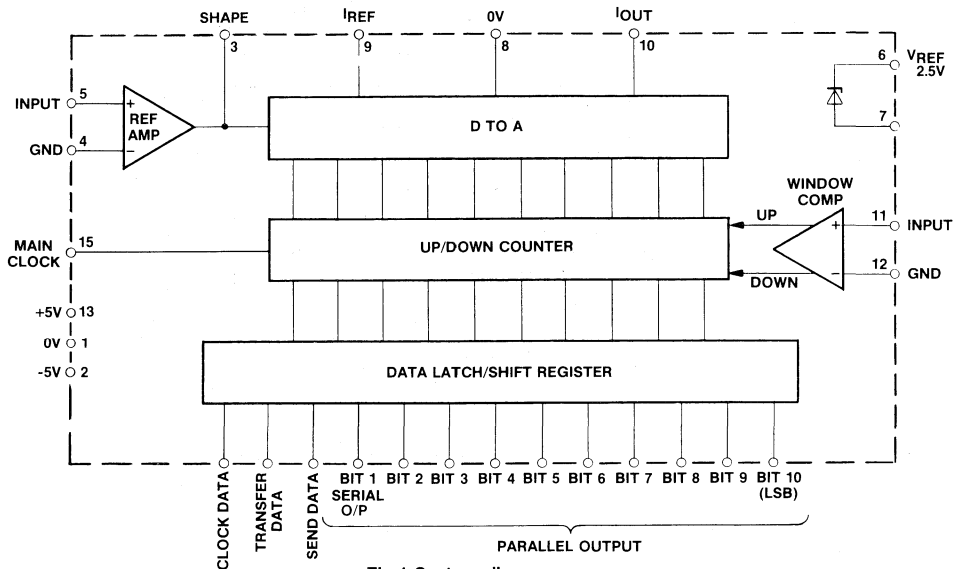 SHAPE
3
IREF
9
0V
8
IOUT
10
6
VREF
2.5V
7
INPUT
5
+
REF
AMP
GND
4
−
D TO A
WINDOW
COMP
UP
+
11
INPUT
MAIN
CLOCK
15
UP/DOWN COUNTER
DOWN
−
12
GND
+5V
13
0V
1
-5V
2
DATA LATCH/SHIFT REGISTER
CLOCK DATA
TRANSFER
DATA
SEND DATA
BIT 1
SERIAL
O/P
BIT 2
BIT 3
BIT 4
BIT 5
BIT 6
BIT 7
BIT 8
BIT 9
BIT 10
(LSB)
PARALLEL OUTPUT